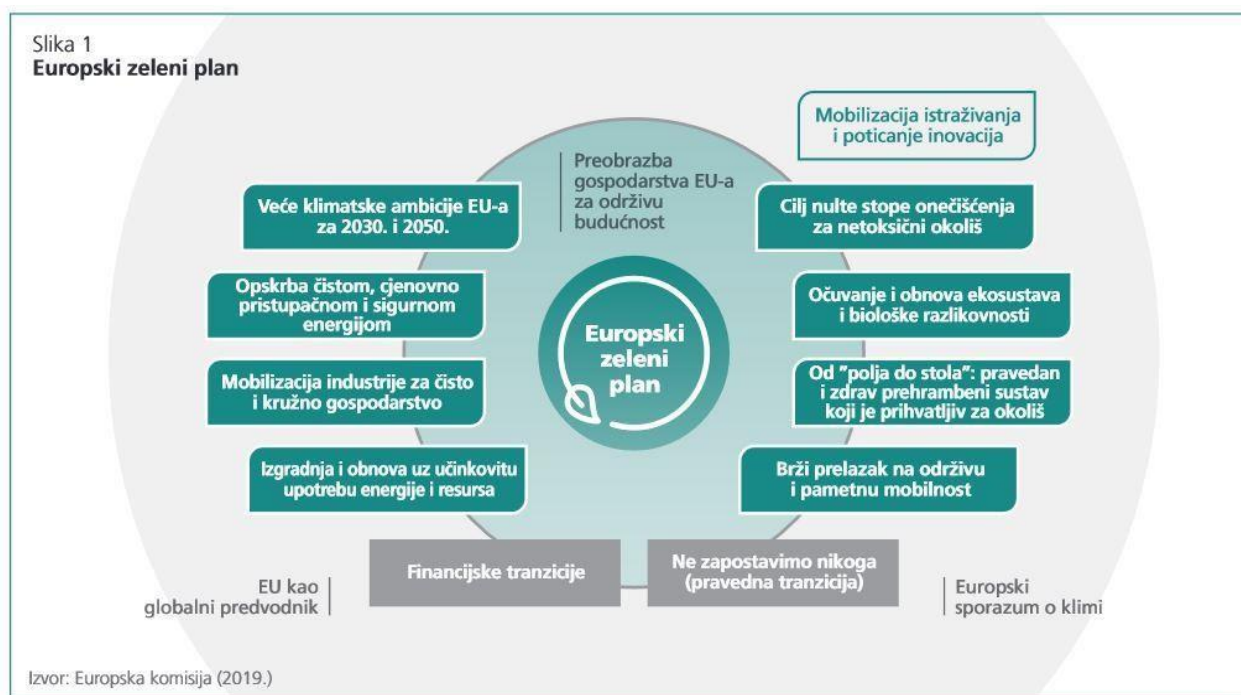 Slika 1
Europski zeleni plan
Mobilizacija istraživanja
i poticanje inovacija
Preobrazba
gospodarstva EU-a
za održivu
budućnost
Veće klimatske ambicije EU-a
za 2030. i 2050.
Cilj nulte stope onečišćenja
za netoksični okoliš
Opskrba čistom, cjenovno
pristupačnom i sigurnom
energijom
Očuvanje i obnova ekosustava
i biološke razlikovnosti
Europski
zeleni
plan
Mobilizacija industrije za čisto
i kružno gospodarstvo
Od "polja do stola": pravedan
i zdrav prehrambeni sustav
koji je prihvatljiv za okoliš
Izgradnja i obnova uz učinkovitu
upotrebu energije i resursa
Brži prelazak na održivu
i pametnu mobilnost
Financijske tranzicije
Ne zapostavimo nikoga
(pravedna tranzicija)
EU kao
globalni predvodnik
Europski
sporazum o klimi
Izvor: Europska komisija (2019.)